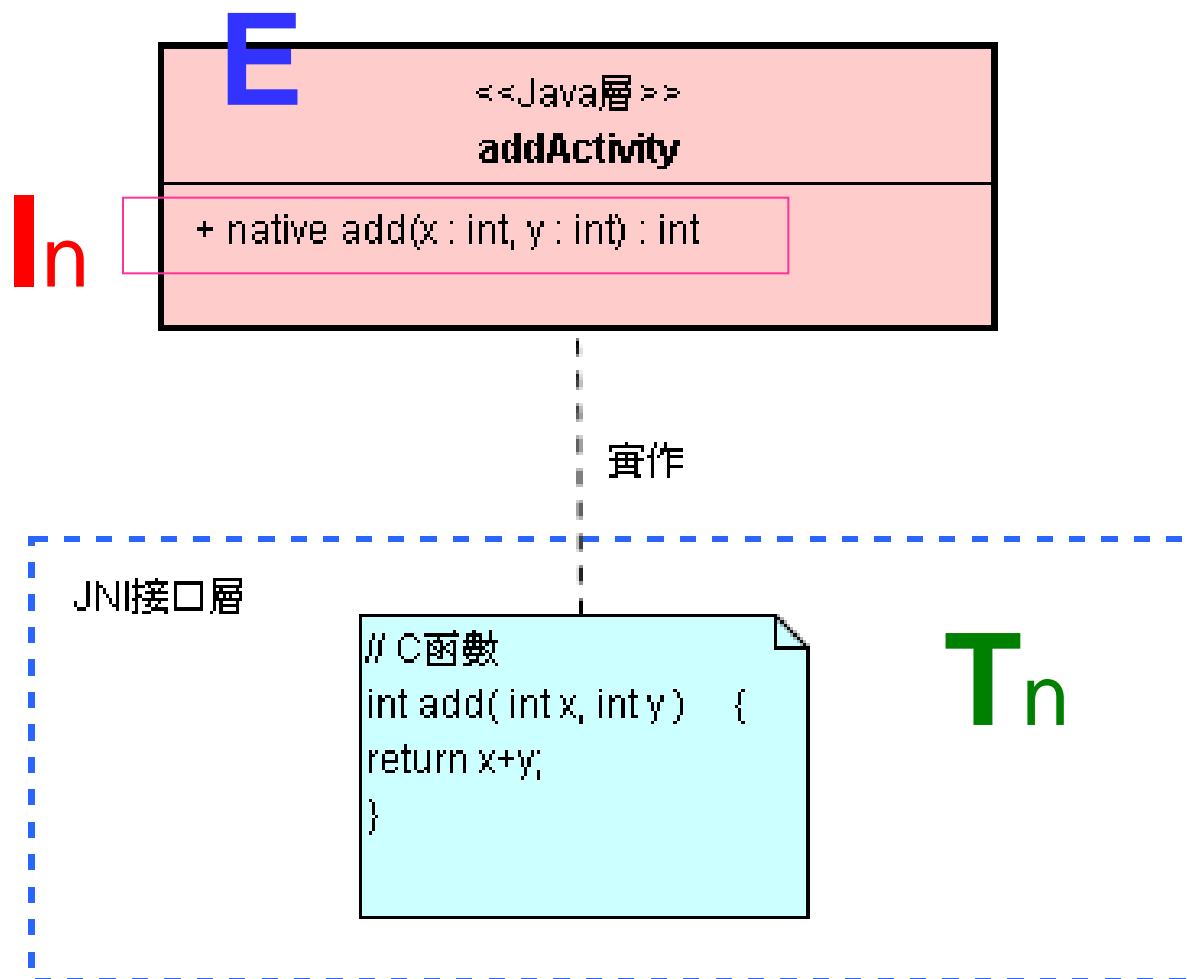 E
<<Java層>>
addActivity
In
+ native add(x : int, y : int) : int
實作
JNI接口層
// C函數
int add( int x, int y ) {
return x+y;
}
Tn